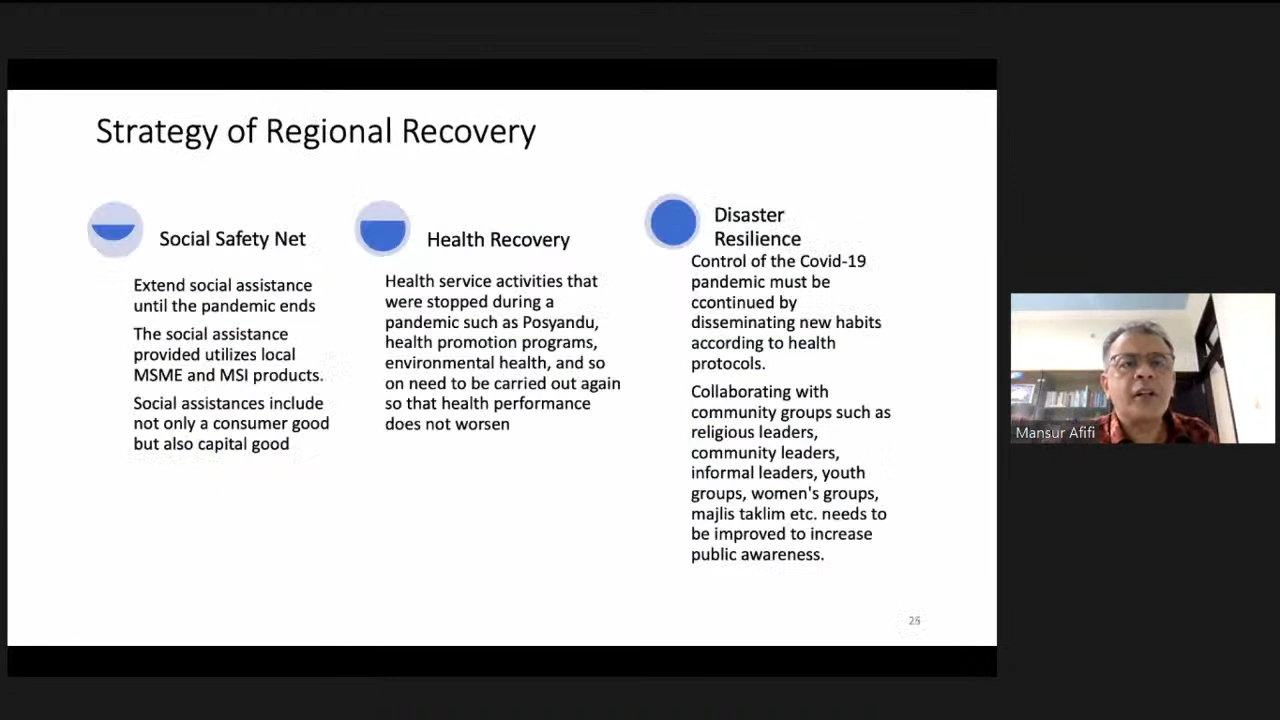 Strategy of Regional Recovery
Social Safety Net
Extend social assistance
until the pandemic ends
The social assistance
provided utilizes local
MSME and MSI products.
Social assistances include
not only a consumer good
but also capital good
Health Recovery
Health service activities that
were stopped during a
pandemic such as Posyandu,
health promotion programs,
environmental health, and so
on need to be carried out again
so that health performance
does not worsen
Disaster
Resilience
Control of the Covid-19
pandemic must be
ccontinued by
disseminating new habits
according to health
protocols.
Collaborating with
community groups such as
religious leaders,
community leaders,
informal leaders, youth
groups, women's groups,
majlis taklim etc. needs to
be improved to increase
public awareness.
Mansur Afifi